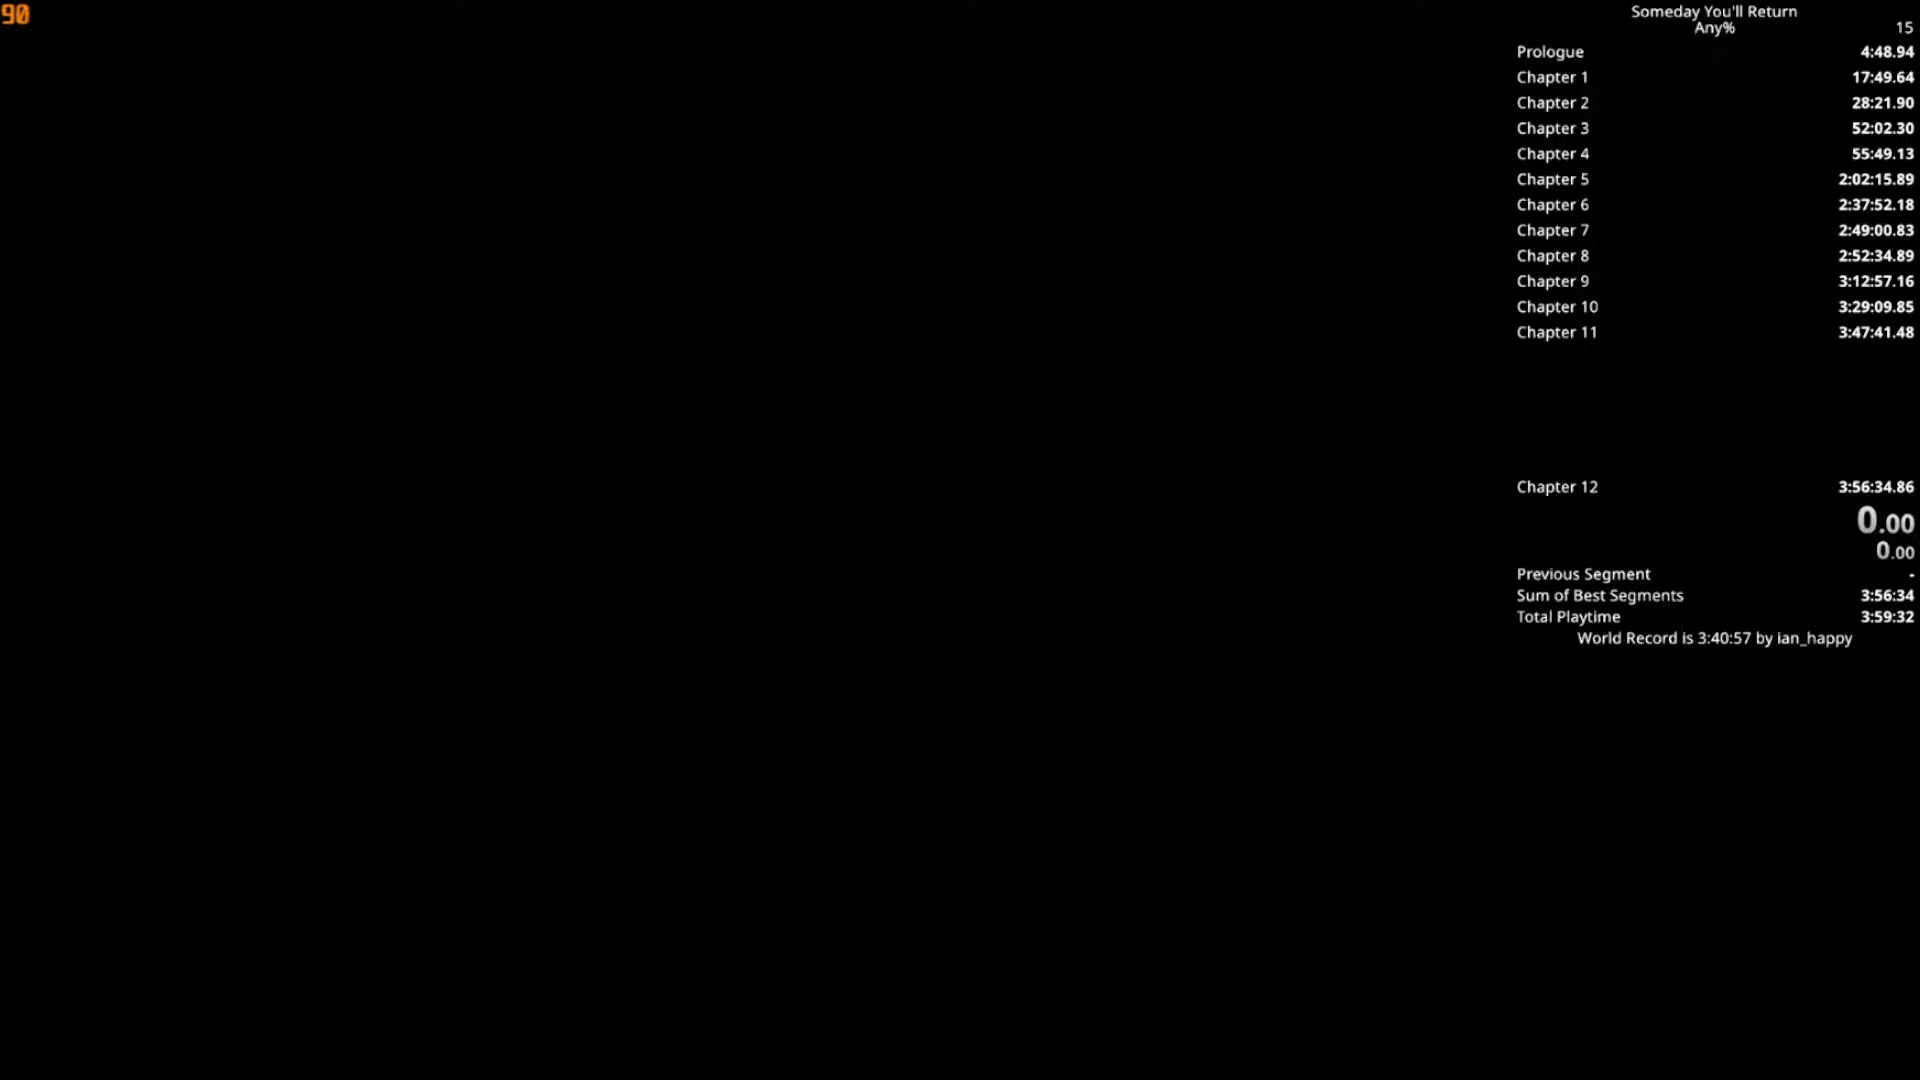 90
Someday You'll Return
Any% 15
Prologue 4:48.94
Chapter 1 17:49.64
Chapter 2 28:21.90
Chapter 3 52:02.30
Chapter 4 55:49.13
Chapter 5 2:02:15.89
Chapter 6 2:37:52.18
Chapter 7 2:49:00.83
Chapter 8 2:52:34.89
Chapter 9 3:12:57.16
Chapter 10 3:29:09.85
Chapter 11 3:47:41.48
Chapter 12 3:56:34.86
0.00
0.00
Previous Segment -
Sum of Best Segments 3:56:34
Total Playtime 3:59:32
World Record is 3:40:57 by ian_happy